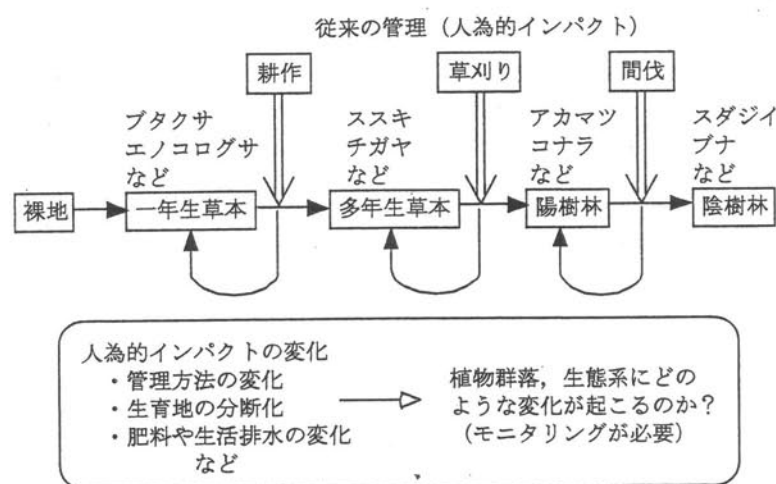 従来の管理（人為的インパクト）
耕作
草刈り
間伐
ブタクサ
エノコログサ
など
ススキ
チガヤ
など
アカマツ
コナラ
など
スダジイ
ブナ
など
裸地
一年生草本
多年生草本
陽樹林
陰樹林
人為的インパクトの変化
・管理方法の変化
・生育地の分断化
・肥料や生活排水の変化
など
植物群落，生態系にどの
ような変化が起こるのか？
（モニタリングが必要）